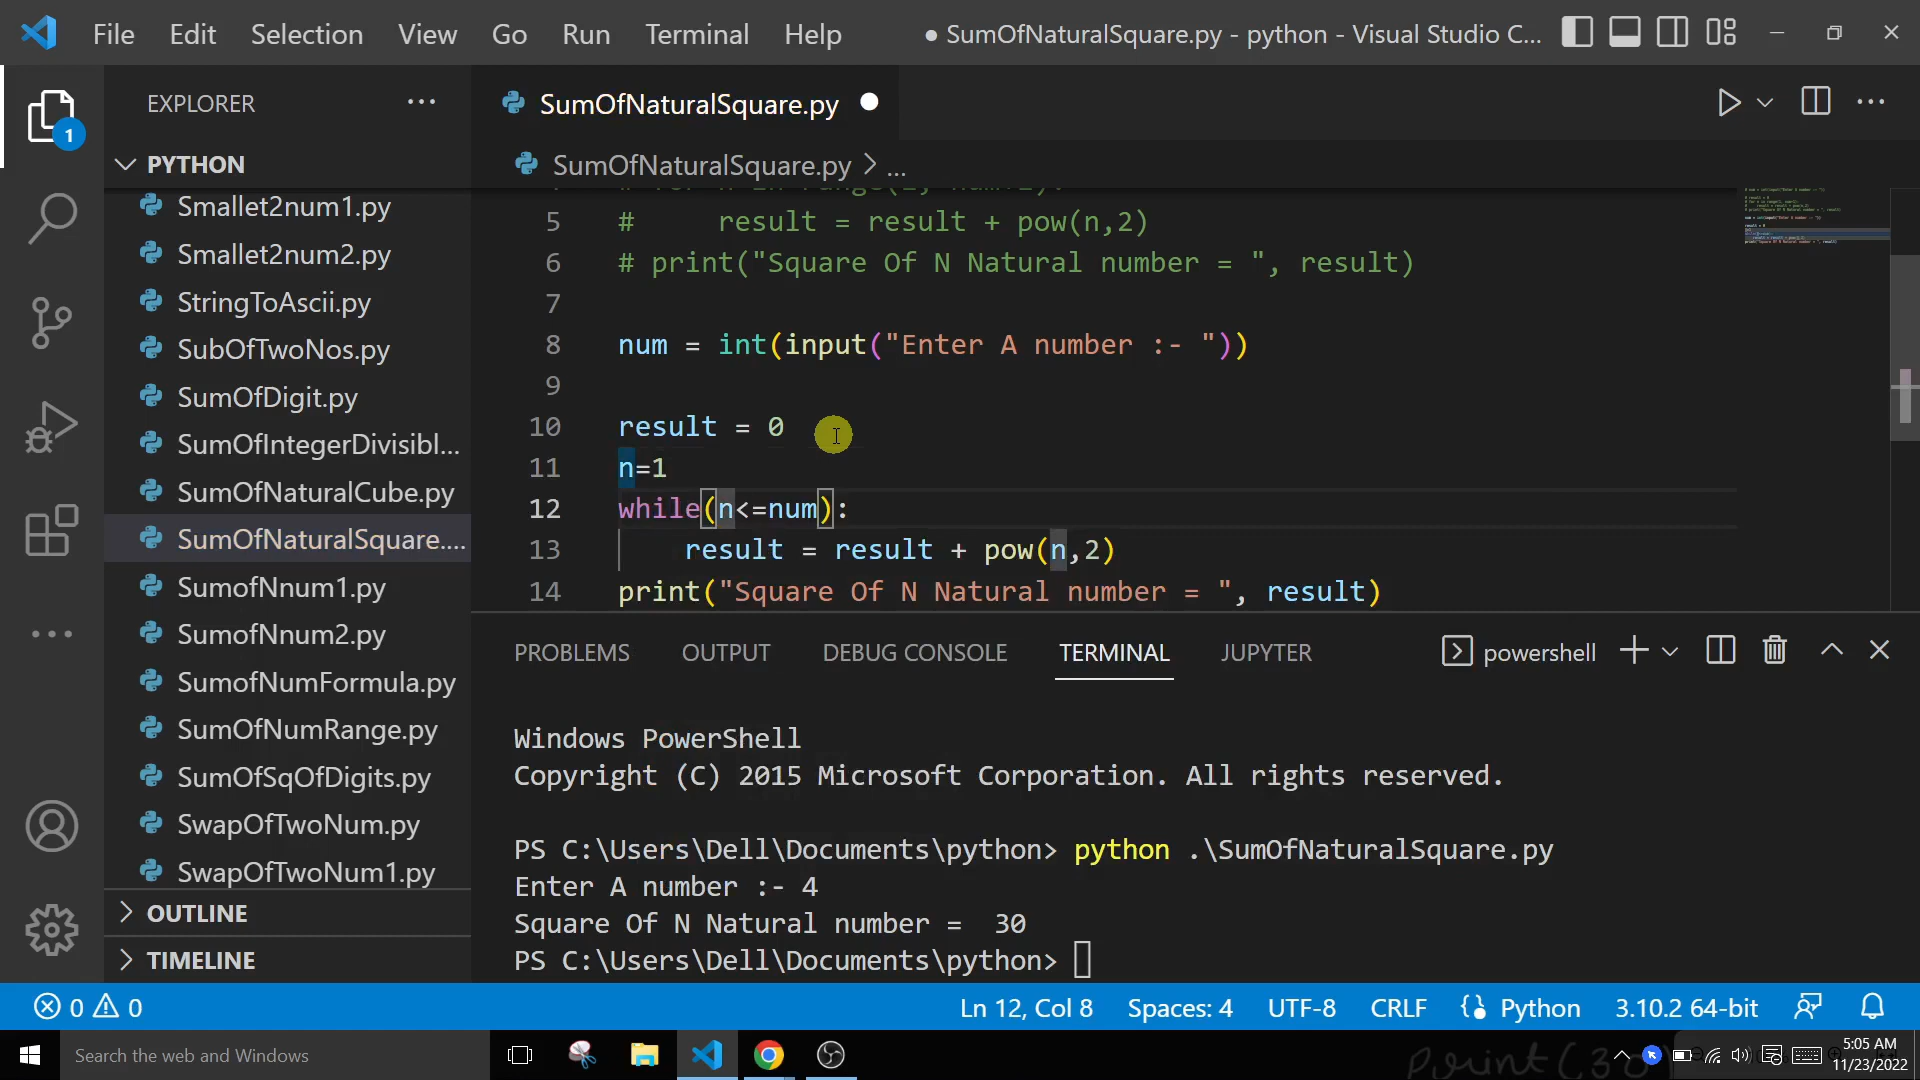 File Edit Selection View Go Run Terminal Help ● SumOfNaturalSquare.py - python - Visual Studio C...
EXPLORER
SumOfNaturalSquare.py
1
PYTHON
SumOfNaturalSquare.py > ...
Smallet2num1.py
Smallet2num2.py
StringToAscii.py
SubOfTwoNos.py
SumOfDigit.py
SumOfIntegerDivisibl...
SumOfNaturalCube.py
SumOfNaturalSquare....
SumofNnum1.py
SumofNnum2.py
SumofNumFormula.py
SumOfNumRange.py
SumOfSqOfDigits.py
SwapOfTwoNum.py
SwapOfTwoNum1.py
OUTLINE
TIMELINE
5 #     result = result + pow(n,2)
6 # print("Square Of N Natural number = ", result)
7
8 num = int(input("Enter A number :- "))
9
10 result = 0
11 n=1
12 while(n<=num):
13     result = result + pow(n,2)
14 print("Square Of N Natural number = ", result)
PROBLEMS OUTPUT DEBUG CONSOLE TERMINAL JUPYTER powershell
Windows PowerShell
Copyright (C) 2015 Microsoft Corporation. All rights reserved.
PS C:\Users\Dell\Documents\python> python .\SumOfNaturalSquare.py
Enter A number :- 4
Square Of N Natural number =  30
PS C:\Users\Dell\Documents\python>
0 0 Ln 12, Col 8 Spaces: 4 UTF-8 CRLF Python 3.10.2 64-bit
Search the web and Windows
print(30)
5:05 AM
11/23/2022